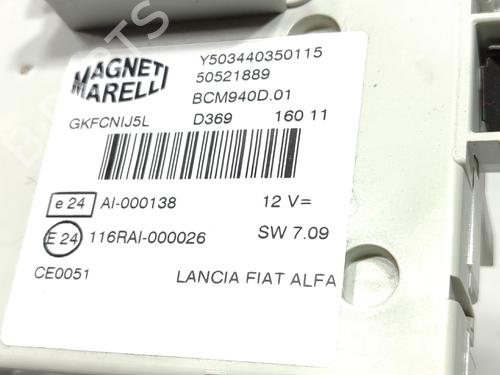 MAGNETI
MARELLI
Y503440350115
50521889
BCM940D.01
GKFCNIJ5L D369 160 11
e 24 AI-000138 12 V=
E 24 116RAI-000026 SW 7.09
CE0051 LANCIA FIAT ALFA